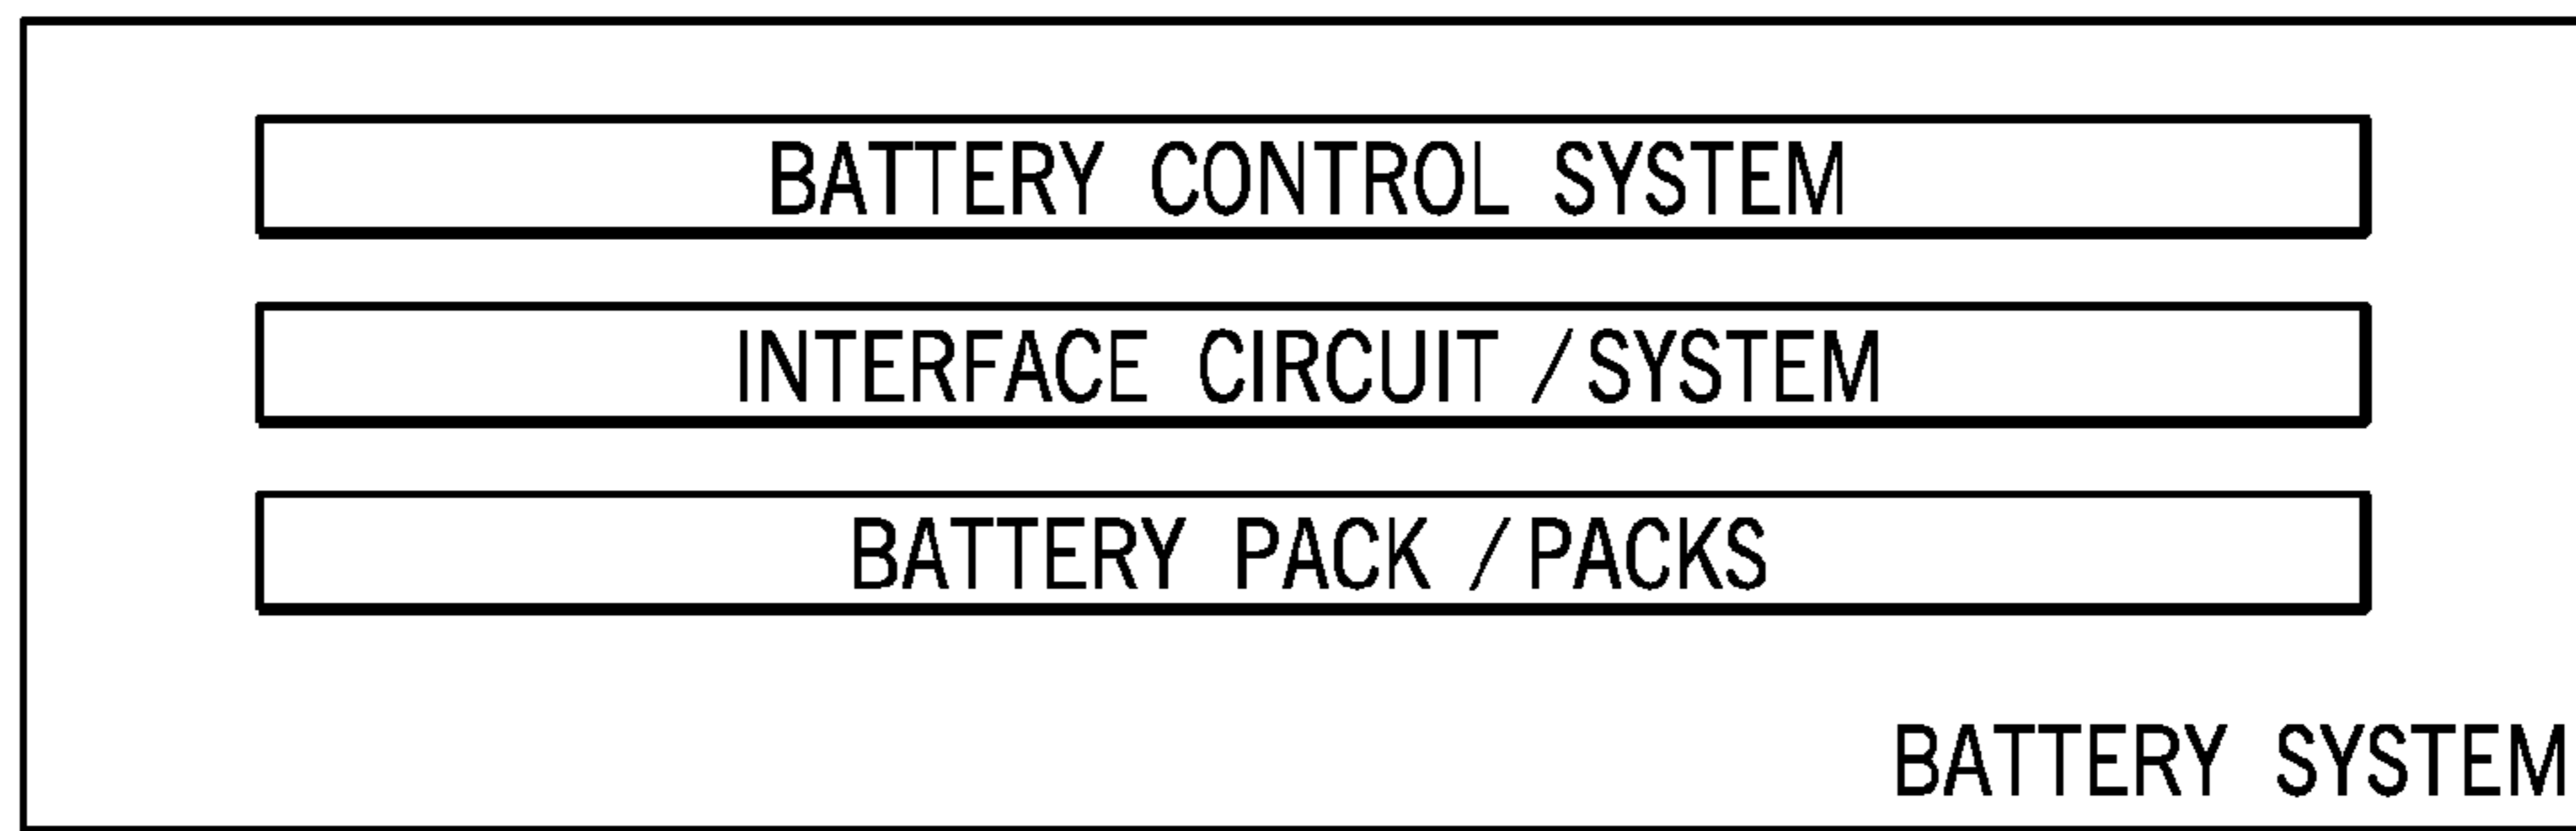 BATTERY CONTROL SYSTEM
INTERFACE CIRCUIT /SYSTEM
BATTERY PACK /PACKS
BATTERY SYSTEM